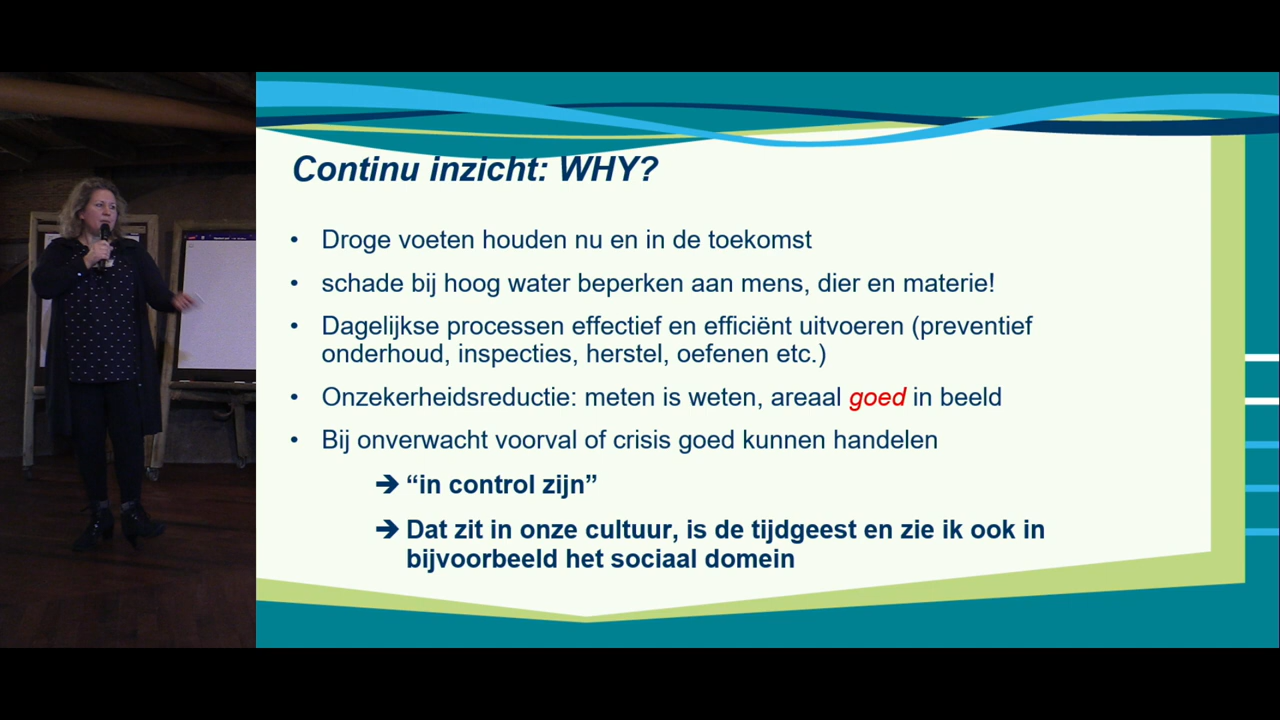 Continu inzicht: WHY?
• Droge voeten houden nu en in de toekomst
• schade bij hoog water beperken aan mens, dier en materie!
• Dagelijkse processen effectief en efficiënt uitvoeren (preventief
onderhoud, inspecties, herstel, oefenen etc.)
• Onzekerheidsreductie: meten is weten, areaal goed in beeld
• Bij onverwacht voorval of crisis goed kunnen handelen
➔ “in control zijn”
➔ Dat zit in onze cultuur, is de tijdgeest en zie ik ook in
bijvoorbeeld het sociaal domein